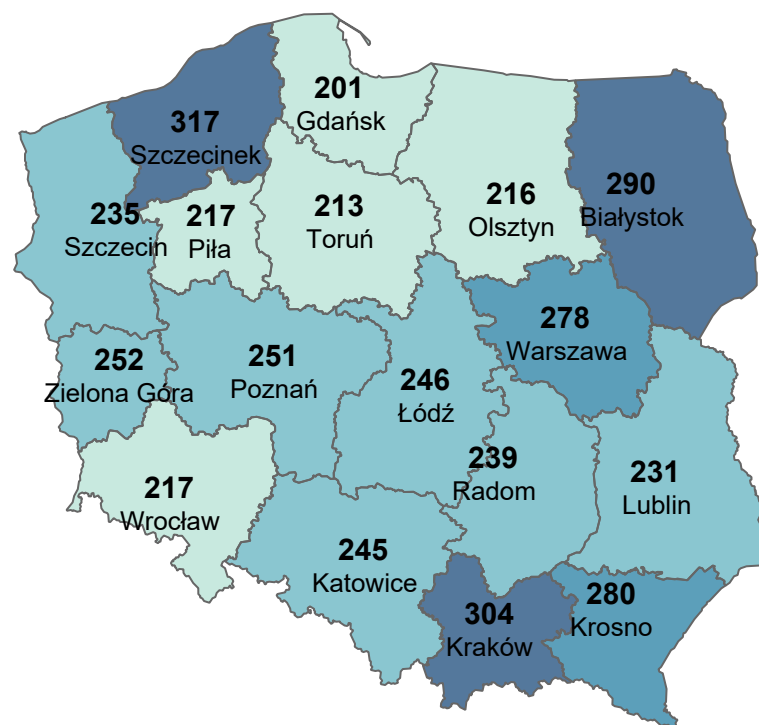 201
Gdańsk
317
Szczecinek
290
Białystok
216
Olsztyn
213
Toruń
217
Piła
235
Szczecin
278
Warszawa
252
Zielona Góra
251
Poznań
246
Łódź
239
Radom
231
Lublin
217
Wrocław
245
Katowice
280
Krosno
304
Kraków